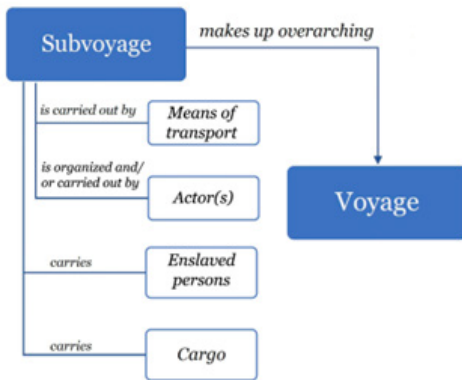 Subvoyage
makes up overarching
is carried out by
Means of
transport
is organized and/
or carried out by
Actor(s)
Voyage
carries
Enslaved
persons
carries
Cargo